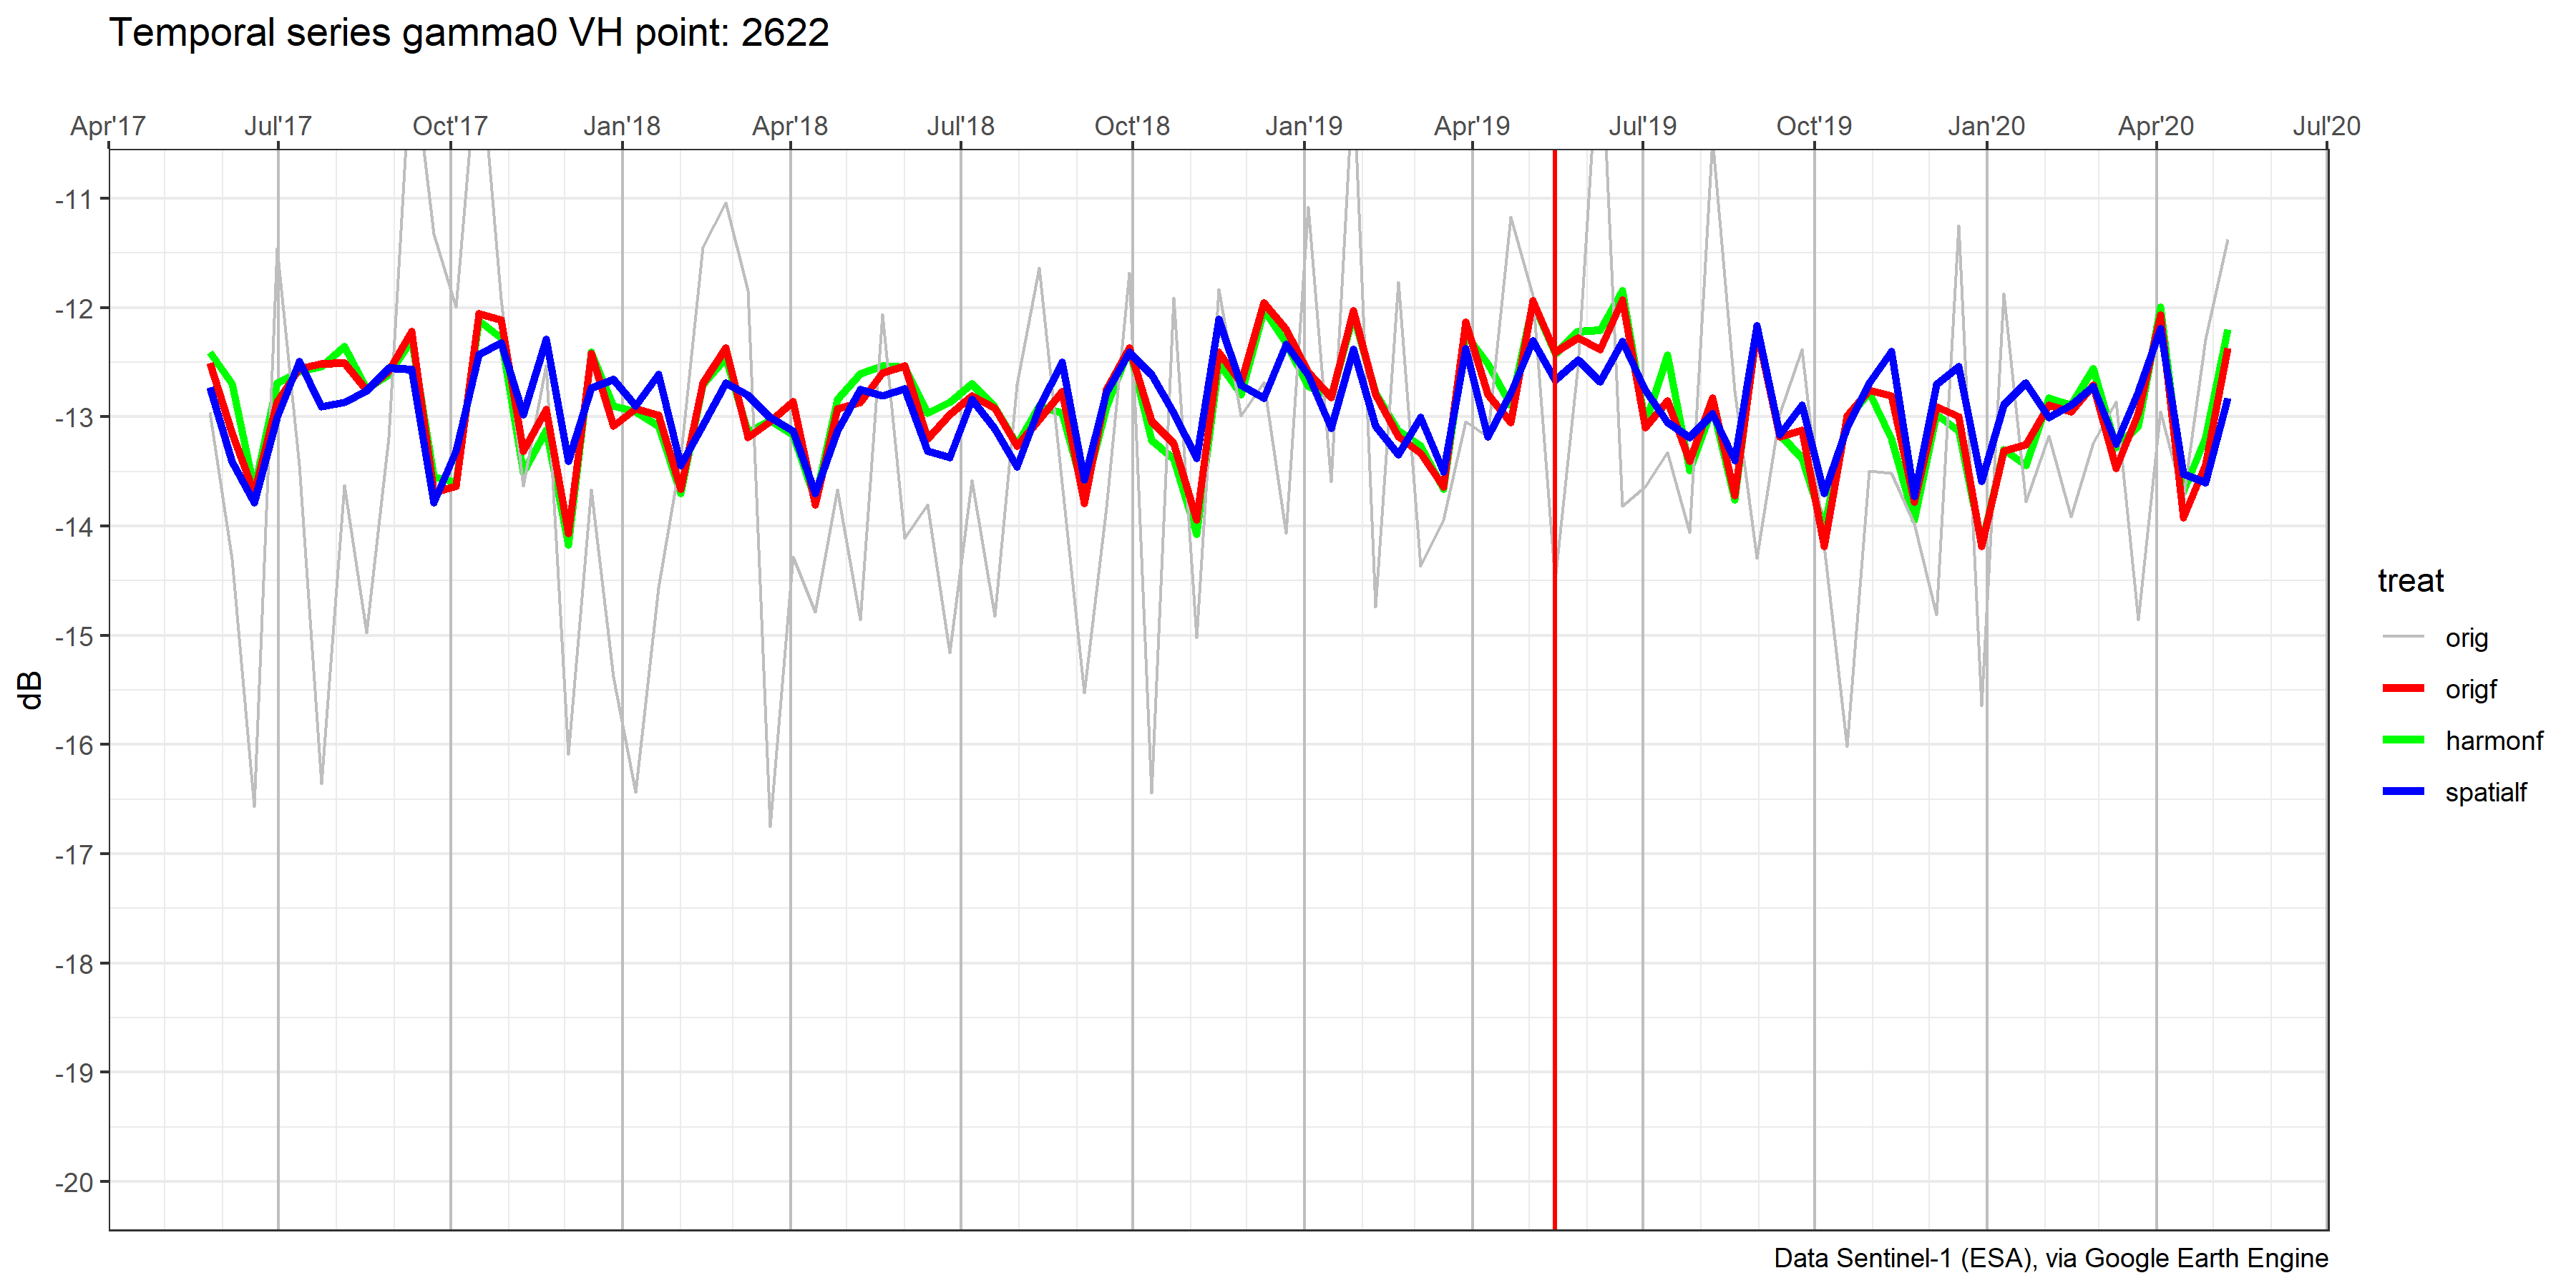 Temporal series gamma0 VH point: 2622
Apr'17 Jul'17 Oct'17 Jan'18 Apr'18 Jul'18 Oct'18 Jan'19 Apr'19 Jul'19 Oct'19 Jan'20 Apr'20 Jul'20
-11
-12
-13
-14
-15
-16
-17
-18
-19
-20
dB
treat
orig
origf
harmonf
spatialf
Data Sentinel-1 (ESA), via Google Earth Engine